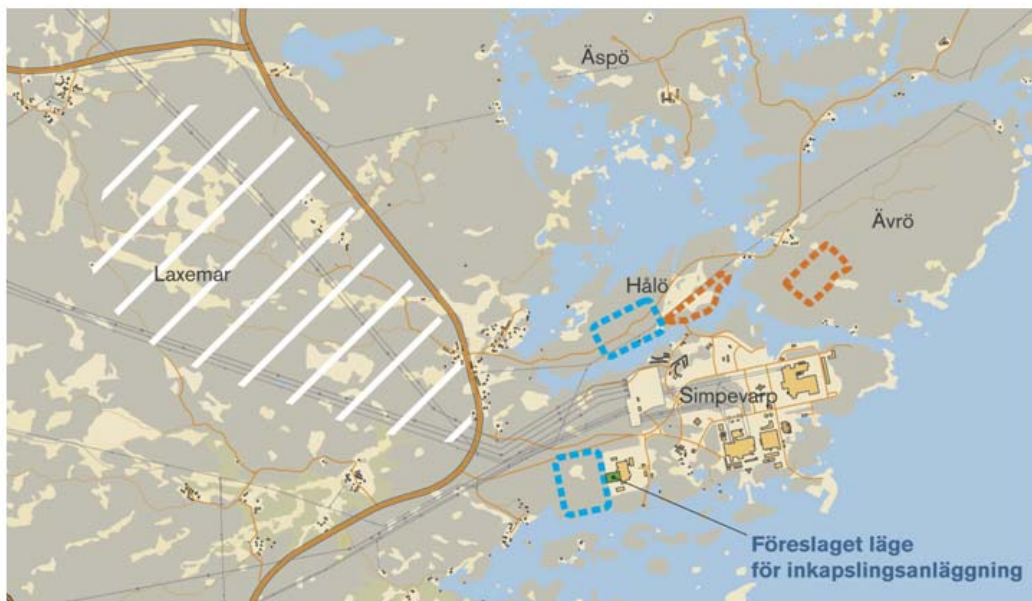 Äspö
Ävrö
Laxemar
Hålö
Simpevarp
Föreslaget läge
för inkapslingsanläggning